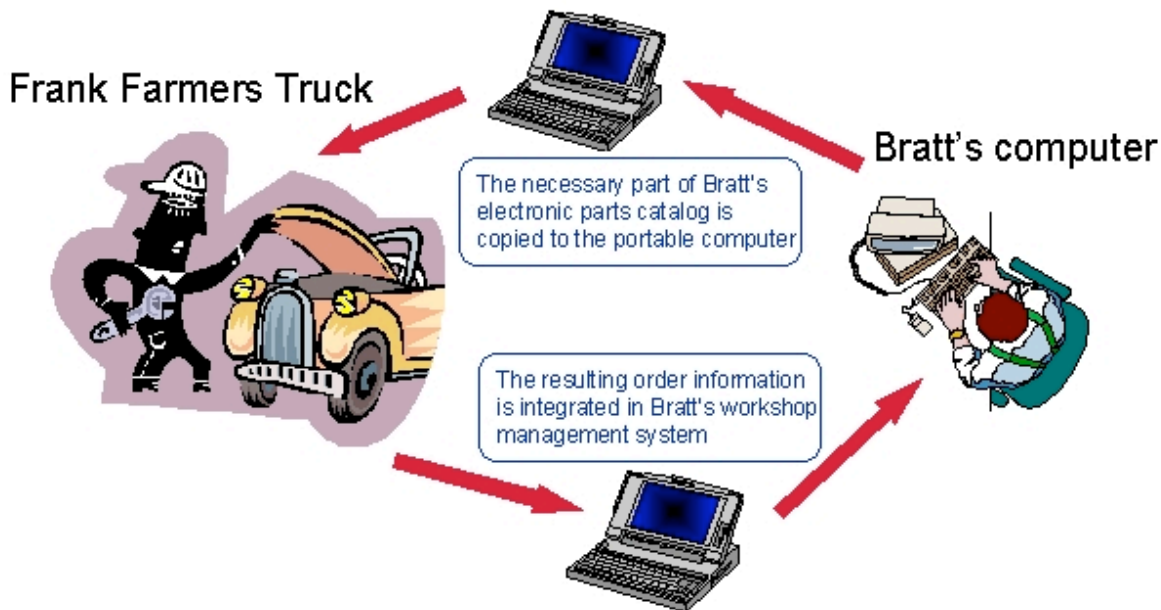 Frank Farmers Truck
Bratt's computer
The necessary part of Bratt's
electronic parts catalog is
copied to the portable computer
The resulting order information
is integrated in Bratt's workshop
management system